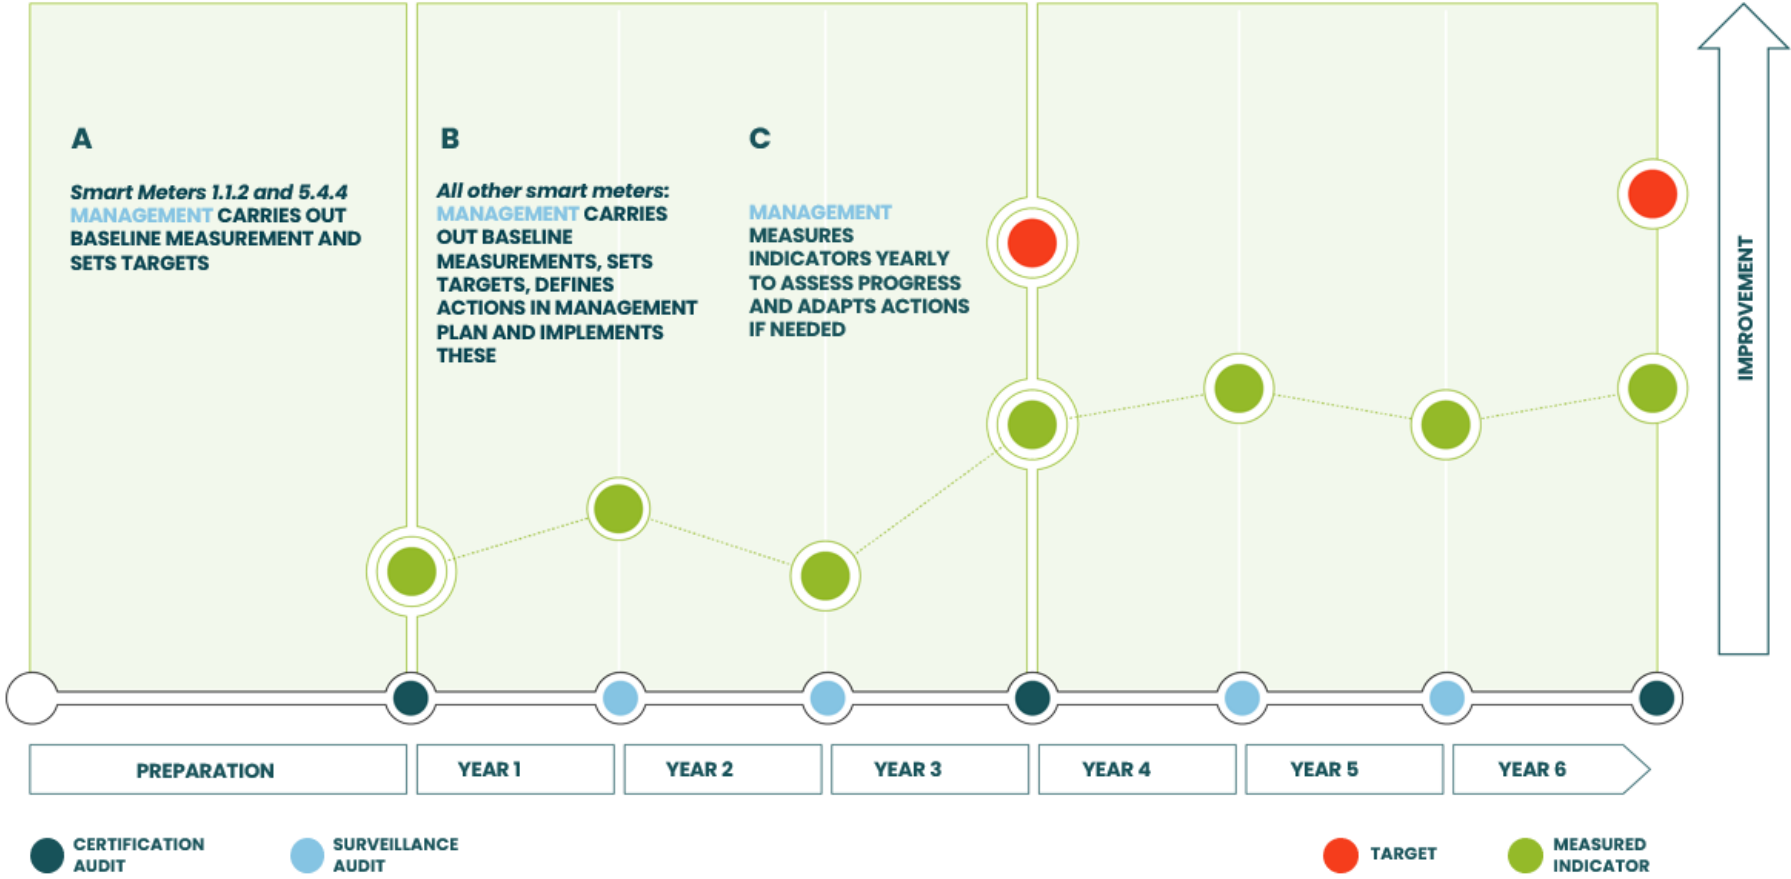 A
Smart Meters 1.1.2 and 5.4.4
MANAGEMENT CARRIES OUT
BASELINE MEASUREMENT AND
SETS TARGETS
B
All other smart meters:
MANAGEMENT CARRIES
OUT BASELINE
MEASUREMENTS, SETS
TARGETS, DEFINES
ACTIONS IN MANAGEMENT
PLAN AND IMPLEMENTS
THESE
C
MANAGEMENT
MEASURES
INDICATORS YEARLY
TO ASSESS PROGRESS
AND ADAPTS ACTIONS
IF NEEDED
IMPROVEMENT
PREPARATION
YEAR 1
YEAR 2
YEAR 3
YEAR 4
YEAR 5
YEAR 6
CERTIFICATION
AUDIT
SURVEILLANCE
AUDIT
TARGET
MEASURED
INDICATOR